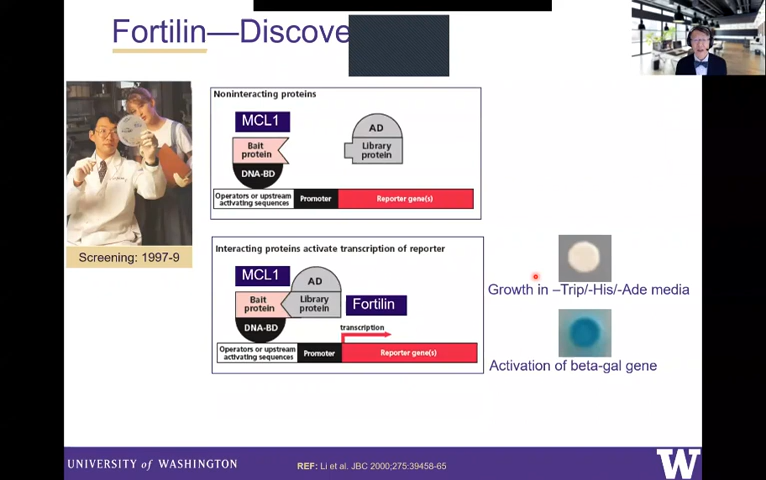 Fortilin—Discove
Noninteracting proteins
MCL1
AD
Bait
protein
Library
protein
DNA-BD
Operators or upstream
activating sequences
Promoter
Reporter gene(s)
Screening: 1997-9
Interacting proteins activate transcription of reporter
MCL1
AD
Bait
protein
Library
protein
Fortilin
DNA-BD
transcription
Operators or upstream
activating sequences
Promoter
Reporter gene(s)
Growth in –Trip/-His/-Ade media
Activation of beta-gal gene
UNIVERSITY of WASHINGTON
REF: Li et al. JBC 2000;275:39458-65
W